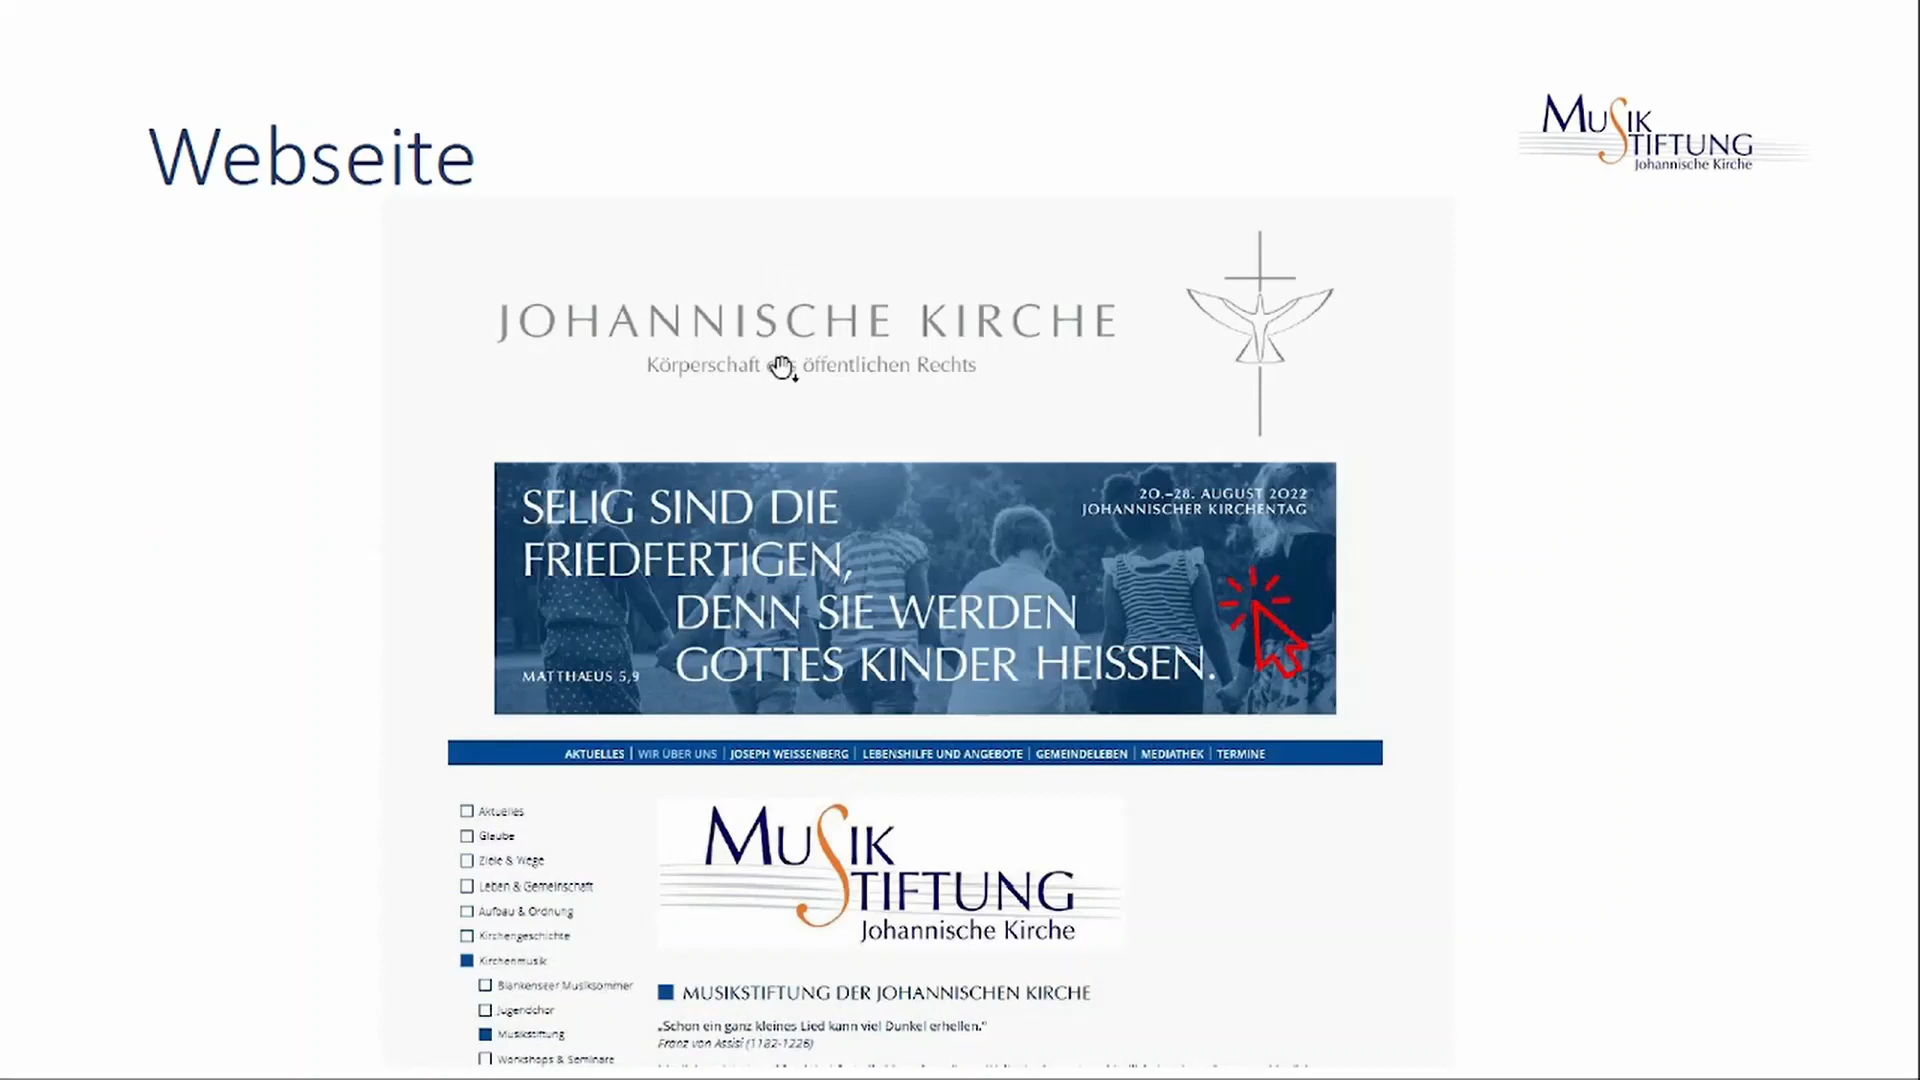 Webseite
MUSIK
STIFTUNG
Johannische Kirche
JOHANNISCHE KIRCHE
Körperschaft öffentlichen Rechts
SELIG SIND DIE
FRIEDFERTIGEN,
DENN SIE WERDEN
GOTTES KINDER HEISSEN.
MATTHAEUS 5,9
20.–28. AUGUST 2022
JOHANNISCHER KIRCHENTAG
AKTUELLES | WIR ÜBER UNS | JOSEPH WEISSENBERG | LEBENSHILFE UND ANGEBOTE | GEMEINDELEBEN | MEDIATHEK | TERMINE
Aktuelles
Glaube
Ziele & Wege
Leben & Gemeinschaft
Aufbau & Ordnung
Kirchengeschichte
Kirchenmusik
Blankenseer Musiksommer
Jugendchor
Musikstiftung
Workshops & Seminare
MUSIK
STIFTUNG
Johannische Kirche
MUSIKSTIFTUNG DER JOHANNISCHEN KIRCHE
„Schon ein ganz kleines Lied kann viel Dunkel erhellen.“
Franz von Assisi (1182-1226)